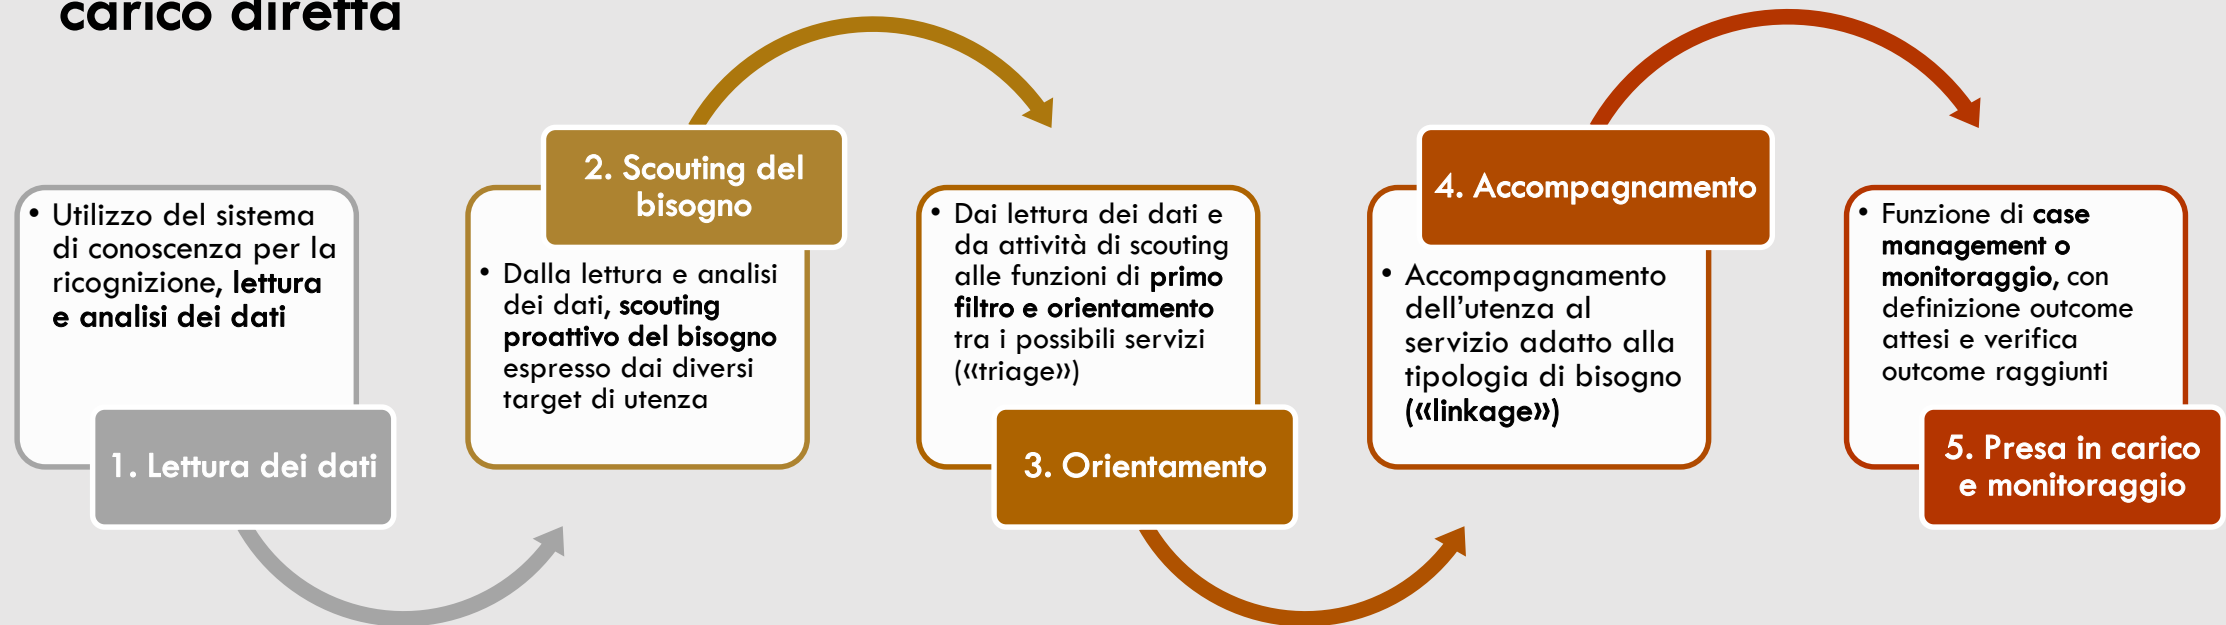 carico diretta
• Utilizzo del sistema
di conoscenza per la
ricognizione, lettura
e analisi dei dati
1. Lettura dei dati
2. Scouting del
bisogno
• Dalla lettura e analisi
dei dati, scouting
proattivo del bisogno
espresso dai diversi
target di utenza
• Dai lettura dei dati e
da attività di scouting
alle funzioni di primo
filtro e orientamento
tra i possibili servizi
(«triage»)
3. Orientamento
4. Accompagnamento
• Accompagnamento
dell’utenza al
servizio adatto alla
tipologia di bisogno
(«linkage»)
• Funzione di case
management o
monitoraggio, con
definizione outcome
attesi e verifica
outcome raggiunti
5. Presa in carico
e monitoraggio